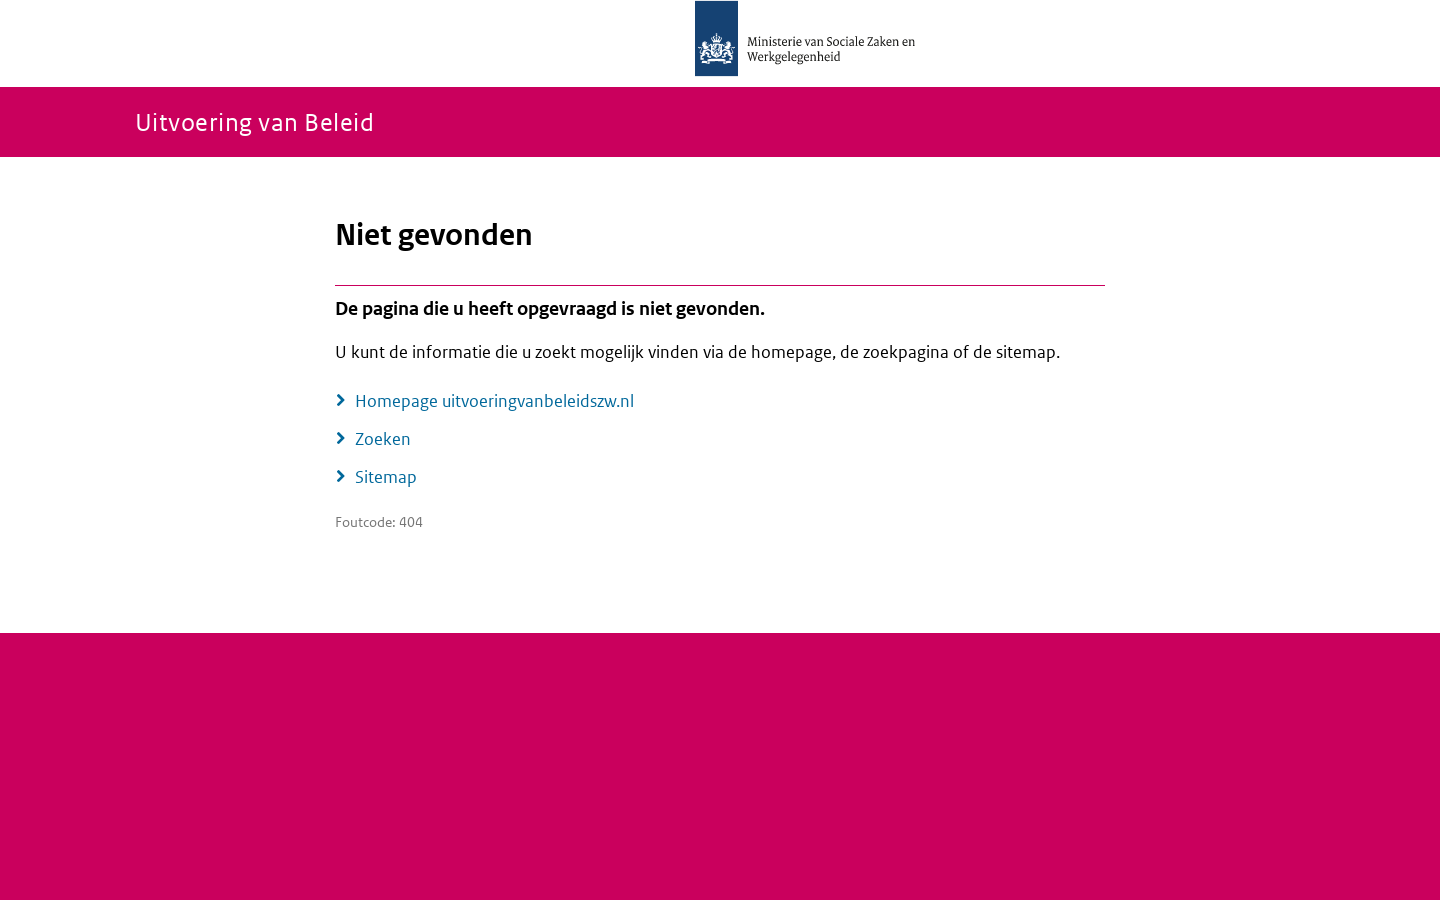 Ministerie van Sociale Zaken en
Werkgelegenheid
Uitvoering van Beleid
Niet gevonden
De pagina die u heeft opgevraagd is niet gevonden.
U kunt de informatie die u zoekt mogelijk vinden via de homepage, de zoekpagina of de sitemap.
Homepage uitvoeringvanbeleidszw.nl
Zoeken
Sitemap
Foutcode: 404